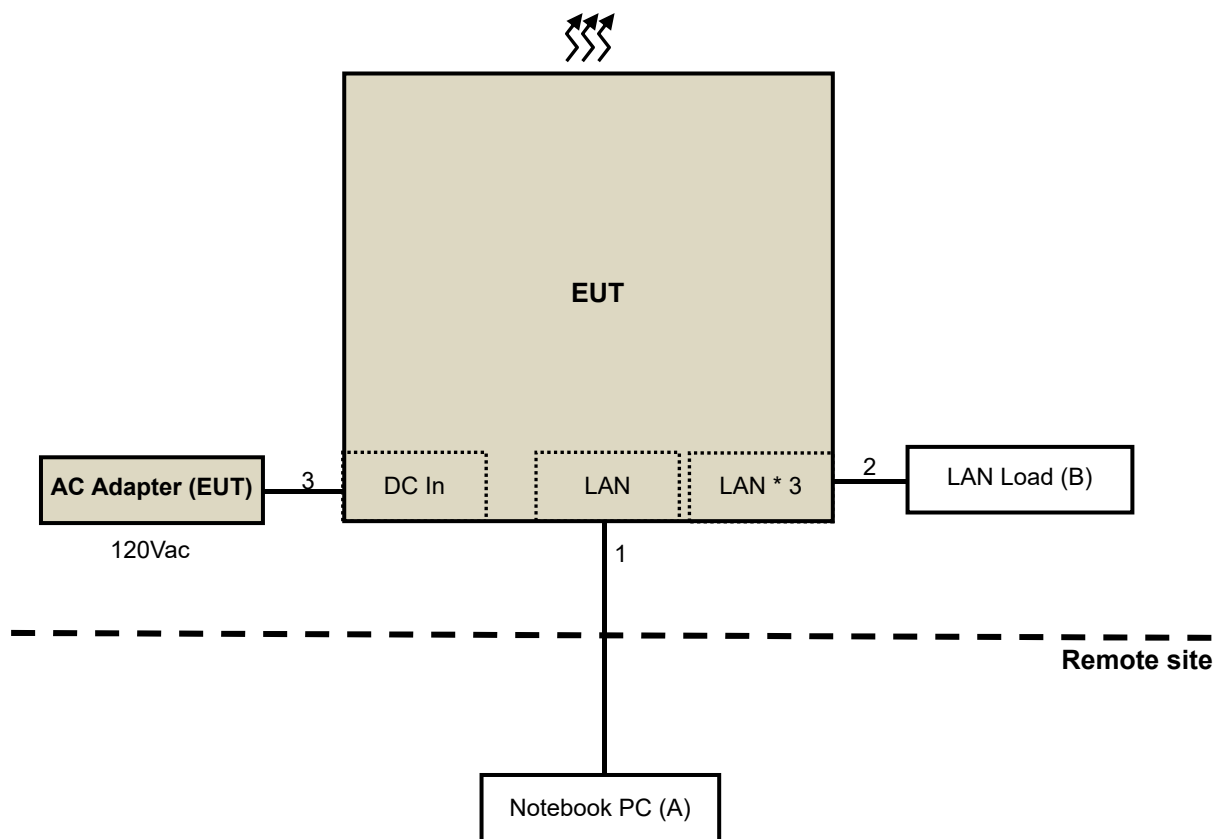 EUT
AC Adapter (EUT)
3
DC In
LAN
LAN * 3
2
LAN Load (B)
120Vac
1
Remote site
Notebook PC (A)